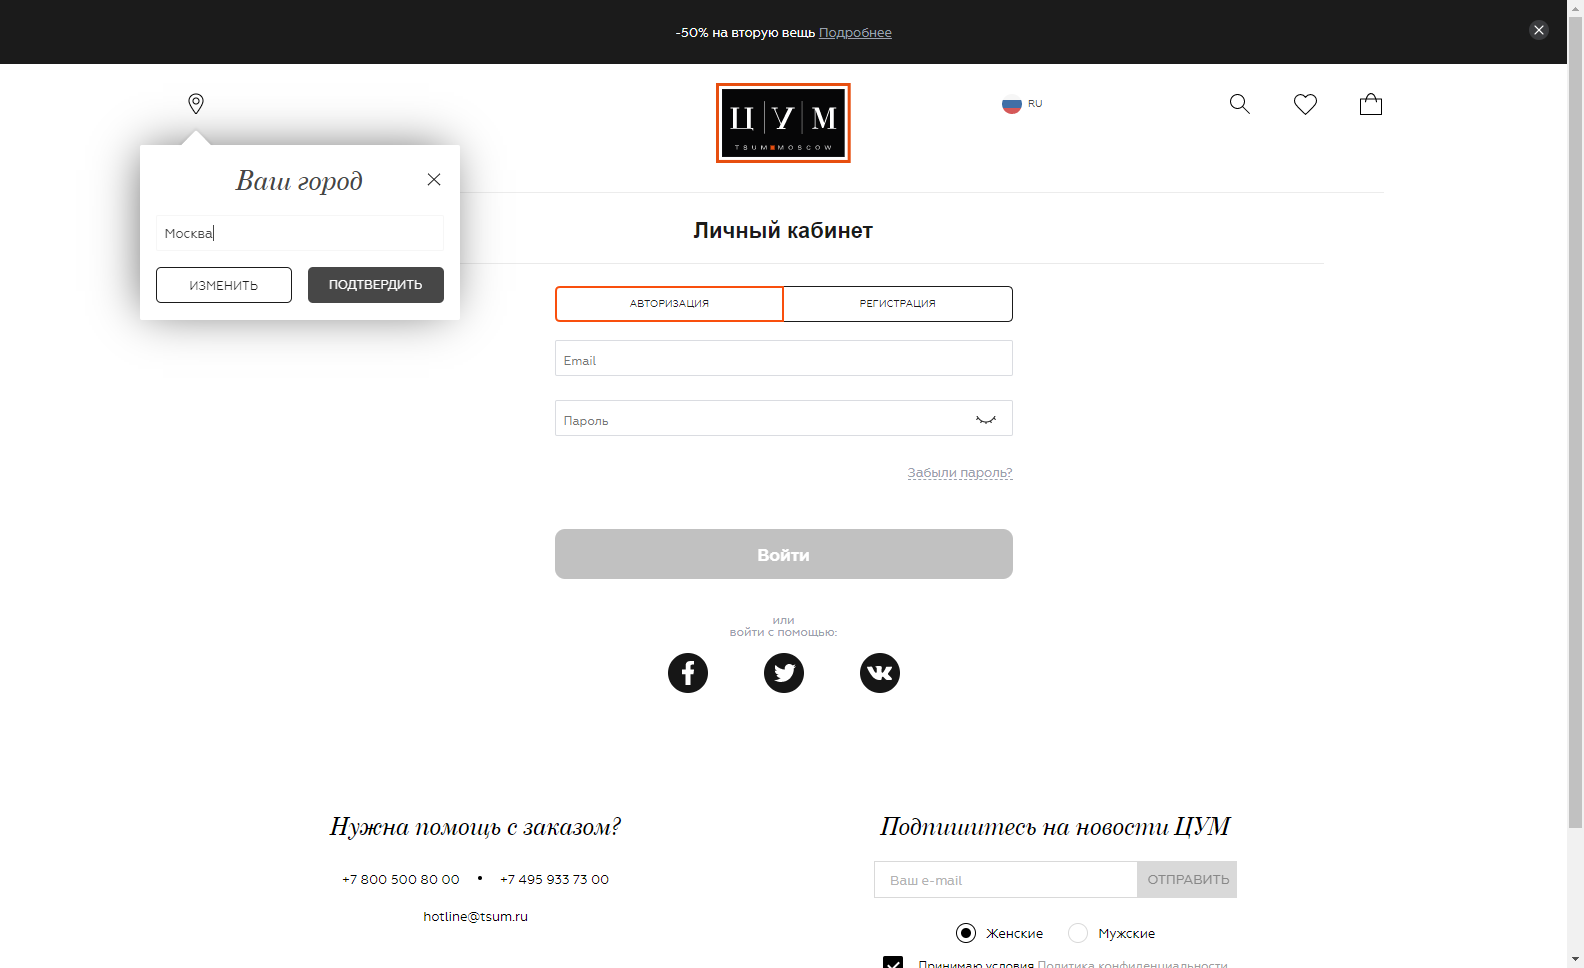 -50% на вторую вещь Подробнее
ЦУМ
TSUM MOSCOW
RU
Ваш город
Москва
ИЗМЕНИТЬ
ПОДТВЕРДИТЬ
Личный кабинет
АВТОРИЗАЦИЯ
РЕГИСТРАЦИЯ
Email
Пароль
Забыли пароль?
Войти
или
войти с помощью:
Нужна помощь с заказом?
+7 800 500 80 00 • +7 495 933 73 00
hotline@tsum.ru
Подпишитесь на новости ЦУМ
Ваш e-mail
ОТПРАВИТЬ
Женские
Мужские
Принимаю условия Политика конфиденциальности